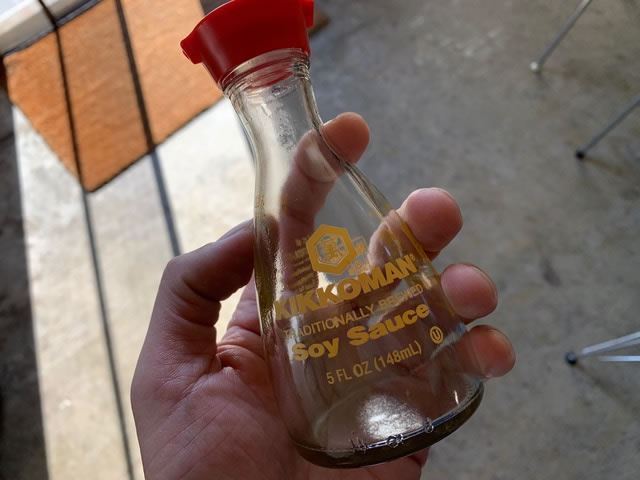 KIKKOMAN®
TRADITIONALLY BREWED
Soy Sauce
5 FL OZ (148mL)
U